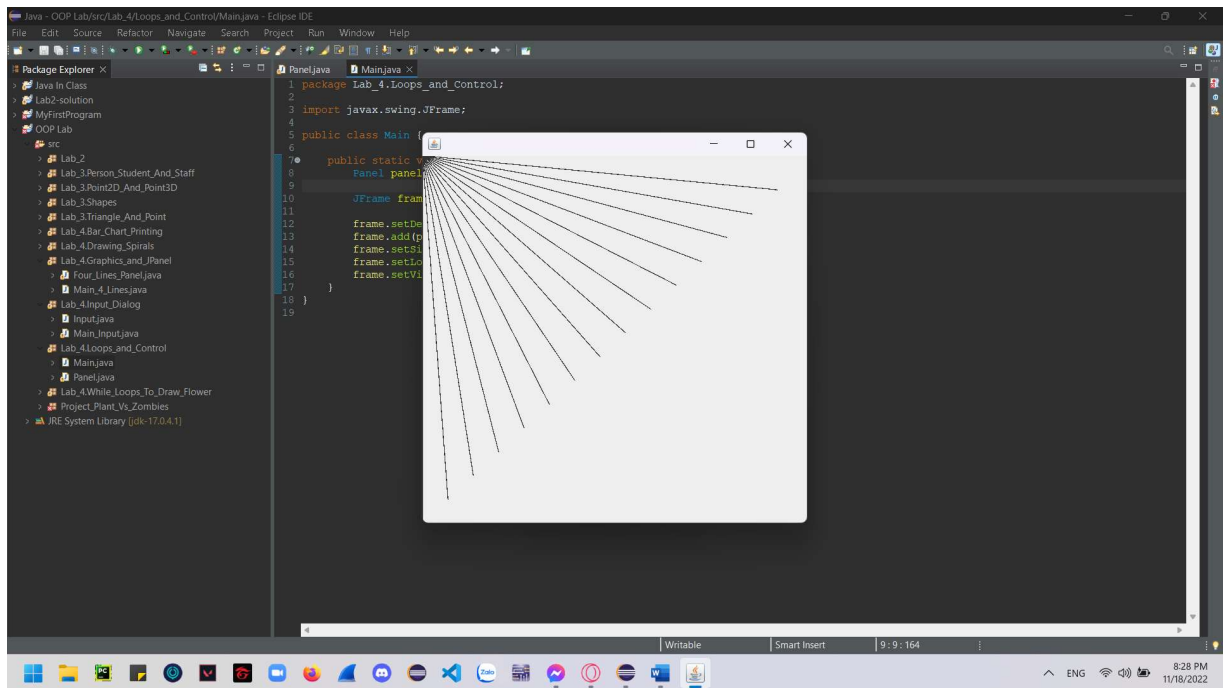 Java - OOP Lab/src/Lab_4/Loops_and_Control/Main.java - Eclipse IDE
File Edit Source Refactor Navigate Search Project Run Window Help
Package Explorer
Panel.java Main.java
Java In Class
Lab2-solution
MyFirstProgram
OOP Lab
src
Lab_2
Lab_3.Person_Student_And_Staff
Lab_3.Point2D_And_Point3D
Lab_3.Shapes
Lab_3.Triangle_And_Point
Lab_4.Bar_Chart_Printing
Lab_4.Drawing_Spirals
Lab_4.Graphics_and_JPanel
Four_Lines_Panel.java
Main_4_Lines.java
Lab_4.Input_Dialog
Input.java
Main_Input.java
Lab_4.Loops_and_Control
Main.java
Panel.java
Lab_4.While_Loops_To_Draw_Flower
Project_Plant_Vs_Zombies
JRE System Library [jdk-17.0.4.1]
1 package Lab_4.Loops_and_Control;
2
3 import javax.swing.JFrame;
4
5 public class Main {
6
7 public static v
8 Panel panel
9
10 JFrame fram
11
12 frame.setDe
13 frame.add(p
14 frame.setSi
15 frame.setLo
16 frame.setVi
17 }
18 }
19
Writable Smart Insert 9 : 9 : 164
PC Zalo W
ENG 8:28 PM
11/18/2022